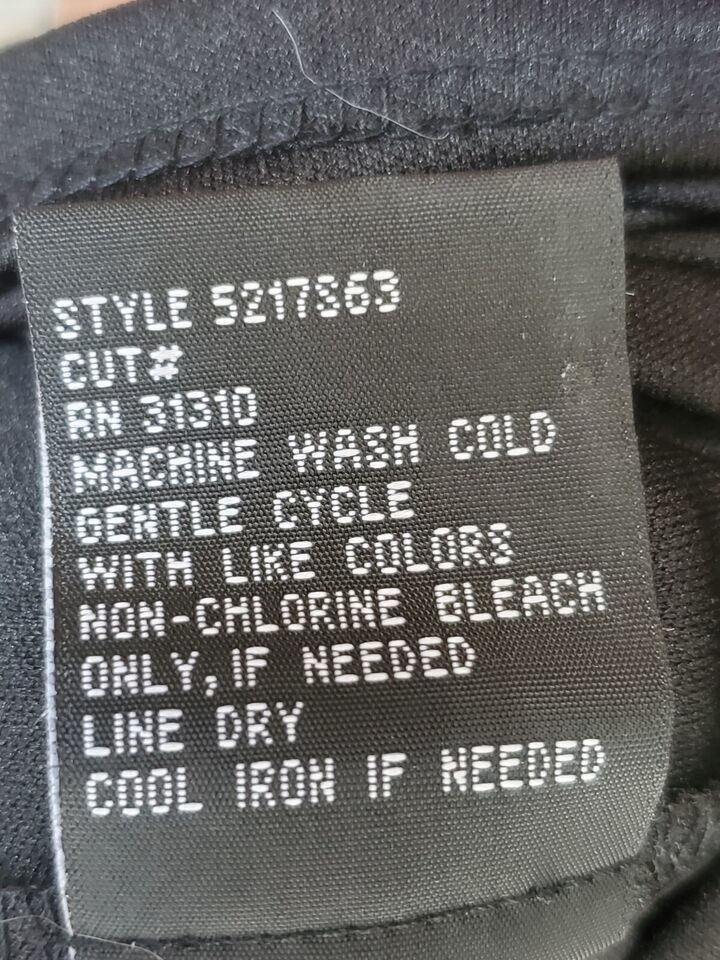 STYLE 5217863
CUT#
RN 31310
MACHINE WASH COLD
GENTLE CYCLE
WITH LIKE COLORS
NON-CHLORINE BLEACH
ONLY, IF NEEDED
LINE DRY
COOL IRON IF NEEDED